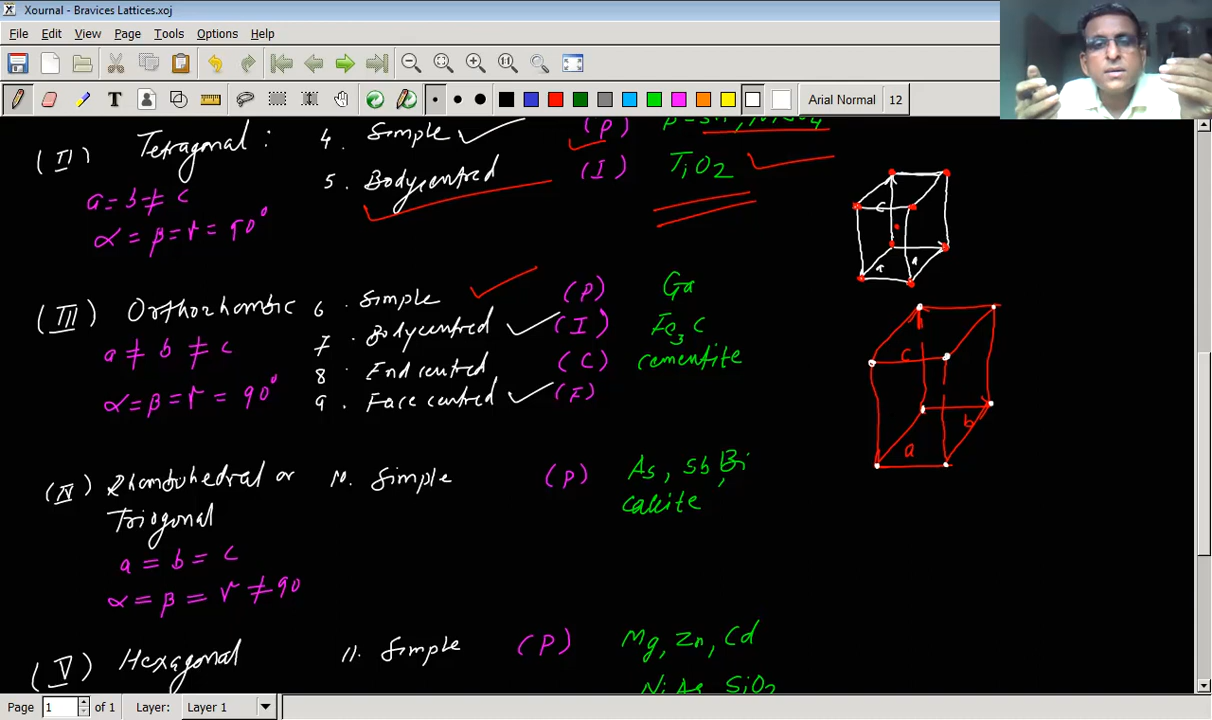 Xournal - Bravices Lattices.xoj
File Edit View Page Tools Options Help
Arial Normal 12
(II) Tetragonal : 4. Simple (P)
5. Bodycentred (I) TiO2
a = b ≠ c
α = β = γ = 90°
(III) Orthorhombic 6. Simple (P) Ga
7. Bodycentred (I) Fe3C
8 End centred (C) cementite
9. Face centred (F)
a ≠ b ≠ c
α = β = γ = 90°
(IV) Rhombohedral or 10. Simple (P) As, Sb, Bi
Triogonal calcite
a = b = c
α = β = γ ≠ 90
(V) Hexagonal 11. Simple (P) Mg, Zn, Cd
NiAs, SiO2
c
a a
c
a b
Page 1 of 1 Layer: Layer 1